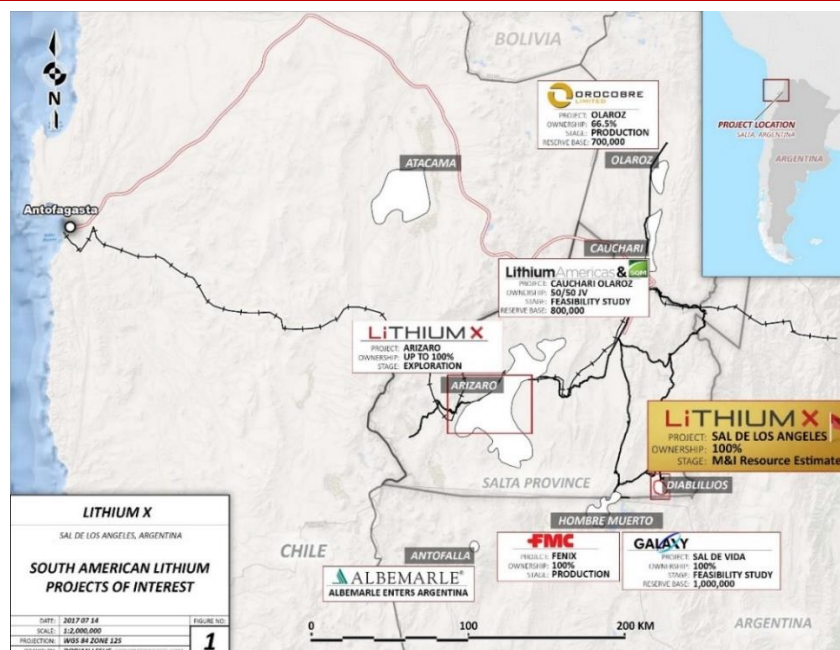 BOLIVIA
N
OROCOBRE
LIMITED
PROJECT: OLAROZ
OWNERSHIP: 66.5%
STAGE: PRODUCTION
RESERVE BASE: 700,000
PROJECT LOCATION
SALTA, ARGENTINA
ARGENTINA
ATACAMA
OLAROZ
Antofagasta
CAUCHARI
LithiumAmericas & SQM
PROJECT: CAUCHARI OLAROZ
OWNERSHIP: 50/50 JV
STAGE: FEASIBILITY STUDY
RESERVE BASE: 800,000
LiTHIUM X
PROJECT: ARIZARO
OWNERSHIP: UP TO 100%
STAGE: EXPLORATION
ARIZARO
LiTHIUM X
PROJECT: SAL DE LOS ANGELES
OWNERSHIP: 100%
STAGE: M&I Resource Estimate
SALTA PROVINCE
DIABLILLIOS
HOMBRE MUERTO
LITHIUM X
SAL DE LOS ANGELES, ARGENTINA
SOUTH AMERICAN LITHIUM
PROJECTS OF INTEREST
CHILE
ANTOFALLA
ALBEMARLE®
ALBEMARLE ENTERS ARGENTINA
FMC
PROJECT: FENIX
OWNERSHIP: 100%
STAGE: PRODUCTION
GALAXY
PROJECT: SAL DE VIDA
OWNERSHIP: 100%
STAGE: FEASIBILITY STUDY
RESERVE BASE: 1,000,000
ARGENTINA
DATE: 2017 07 14
FIGURE NO:
SCALE: 1:2,000,000
PROJECTION: WGS 84 ZONE 12S
1
0 100 200 KM